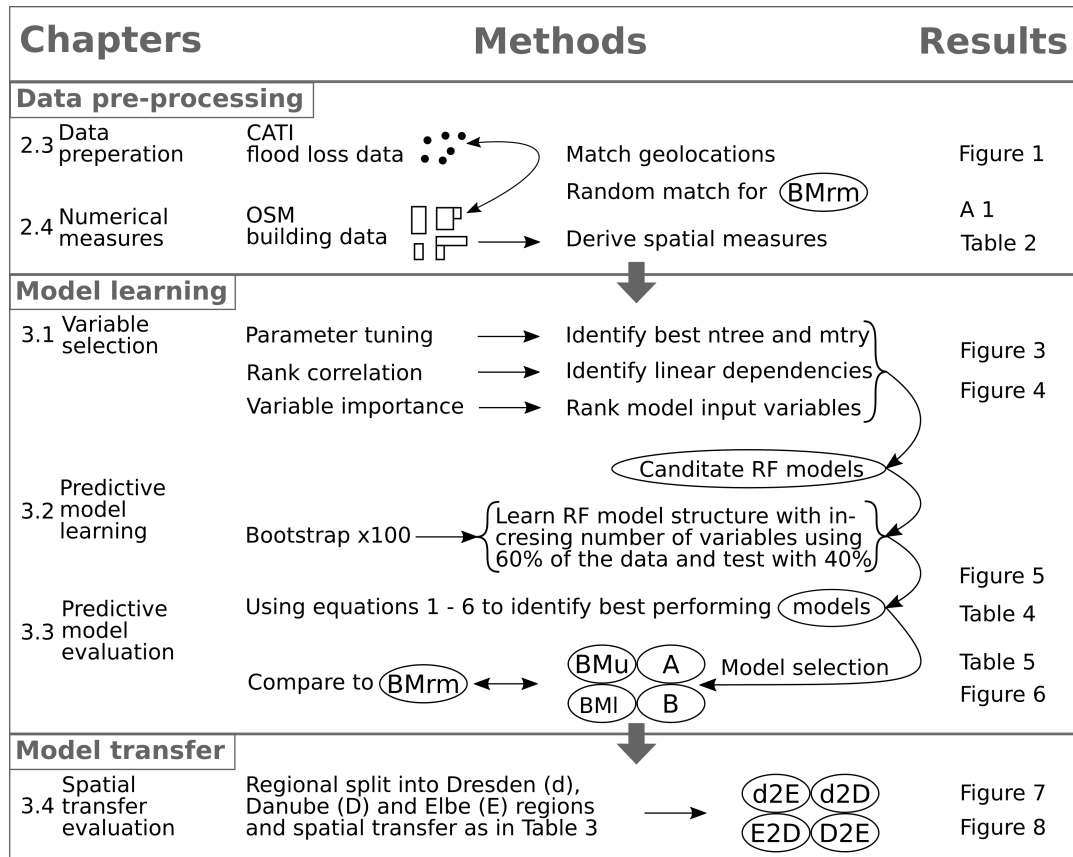 Chapters Methods Results
Data pre-processing
2.3 Data
preperation
CATI
flood loss data
Match geolocations
Figure 1
Random match for BMrm
2.4 Numerical
measures
OSM
building data
Derive spatial measures
A 1
Table 2
Model learning
3.1 Variable
selection
Parameter tuning
Identify best ntree and mtry
Rank correlation
Identify linear dependencies
Variable importance
Rank model input variables
Figure 3
Figure 4
Canditate RF models
3.2 Predictive
model
learning
Bootstrap x100
Learn RF model structure with in-
cresing number of variables using
60% of the data and test with 40%
Figure 5
3.3 Predictive
model
evaluation
Using equations 1 - 6 to identify best performing models
Table 4
Model selection
Table 5
Compare to BMrm
BMu A
BMl B
Figure 6
Model transfer
3.4 Spatial
transfer
evaluation
Regional split into Dresden (d),
Danube (D) and Elbe (E) regions
and spatial transfer as in Table 3
d2E d2D
E2D D2E
Figure 7
Figure 8